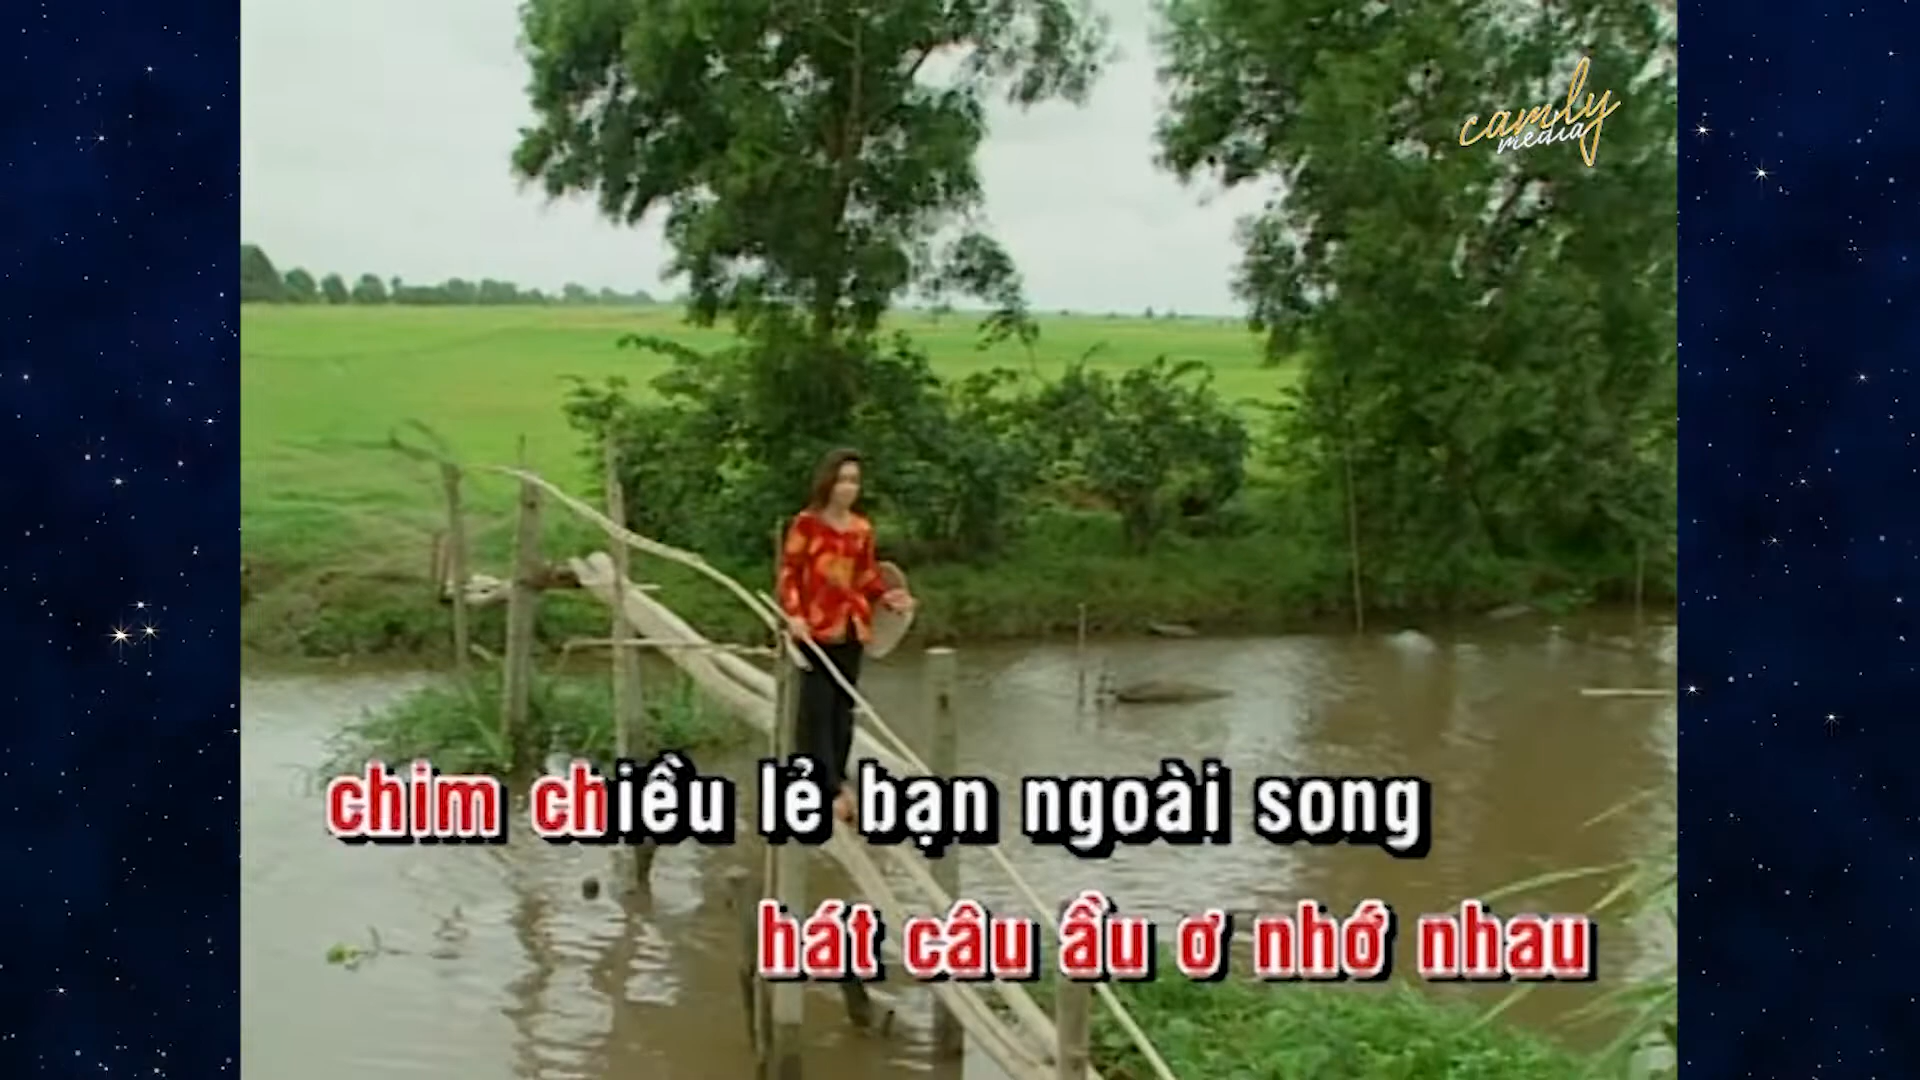 camly
media
chim chiều lẻ bạn ngoài song
hát câu ầu ơ nhớ nhau